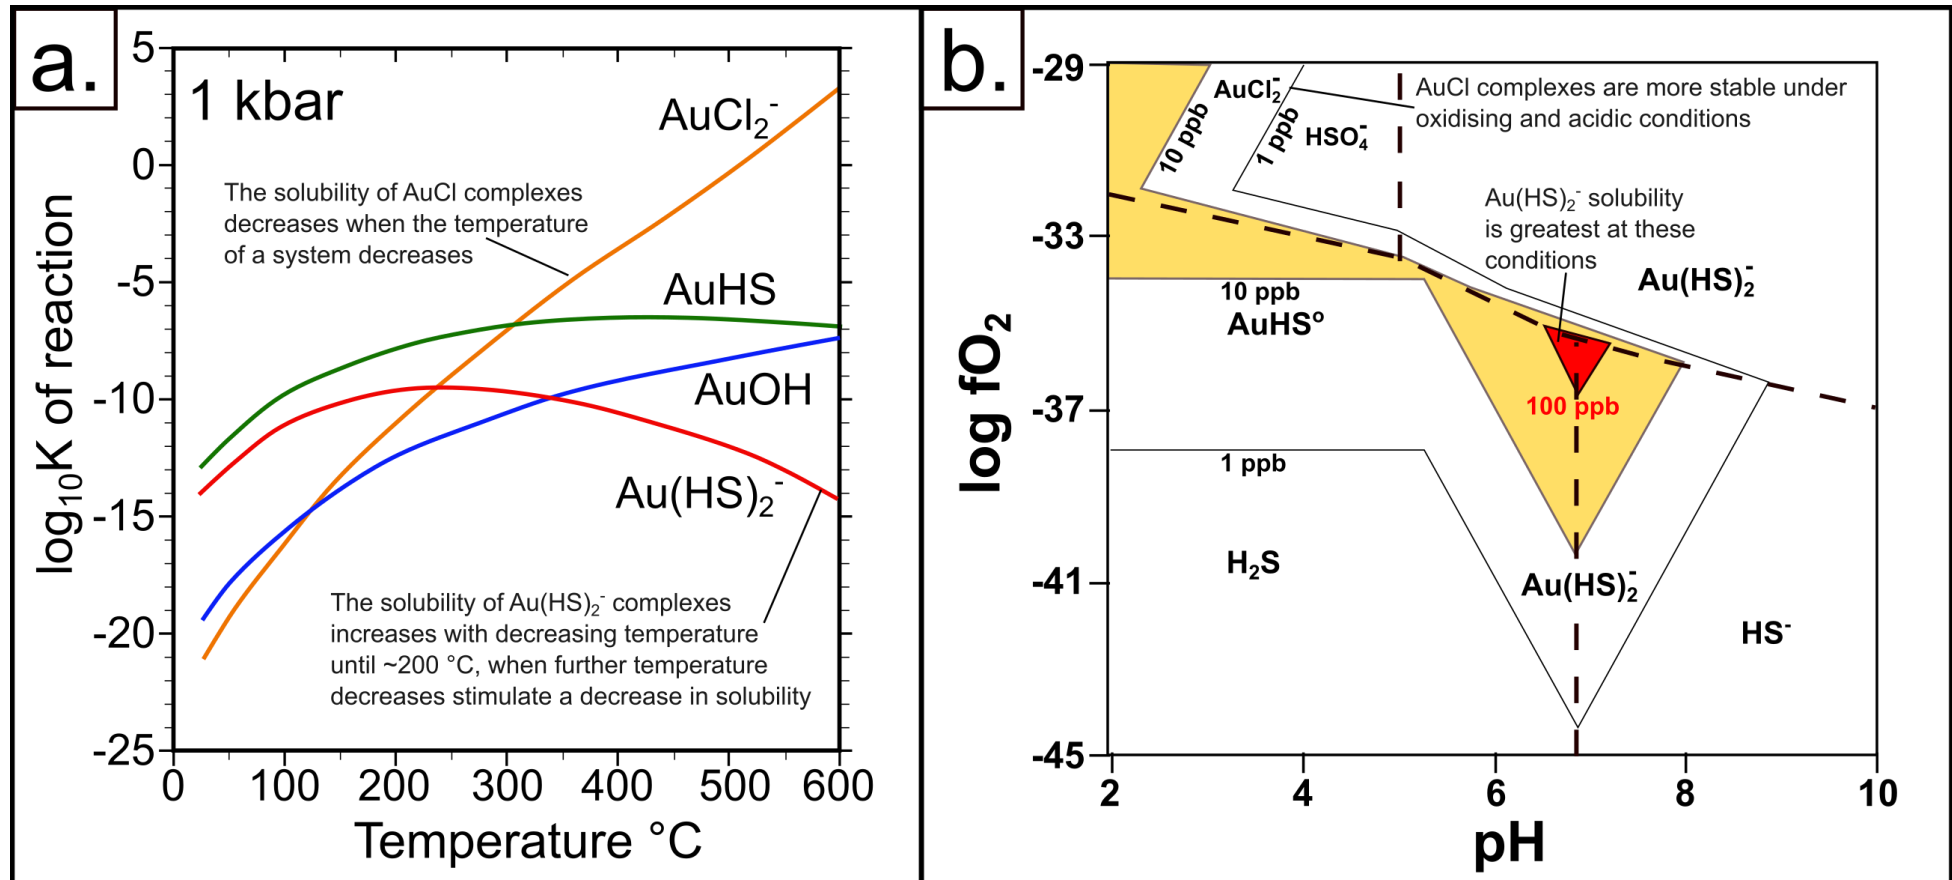 a.
1 kbar
AuCl₂⁻
The solubility of AuCl complexes
decreases when the temperature
of a system decreases
AuHS
AuOH
Au(HS)₂⁻
The solubility of Au(HS)₂⁻ complexes
increases with decreasing temperature
until ~200 °C, when further temperature
decreases stimulate a decrease in solubility
log₁₀K of reaction
5
0
-5
-10
-15
-20
-25
0 100 200 300 400 500 600
Temperature °C
b.
AuCl₂⁻
AuCl complexes are more stable under
oxidising and acidic conditions
10 ppb
1 ppb
HSO₄⁻
Au(HS)₂⁻ solubility
is greatest at these
conditions
Au(HS)₂⁻
10 ppb
AuHSº
100 ppb
1 ppb
H₂S
Au(HS)₂⁻
HS⁻
log fO₂
-29
-33
-37
-41
-45
2 4 6 8 10
pH